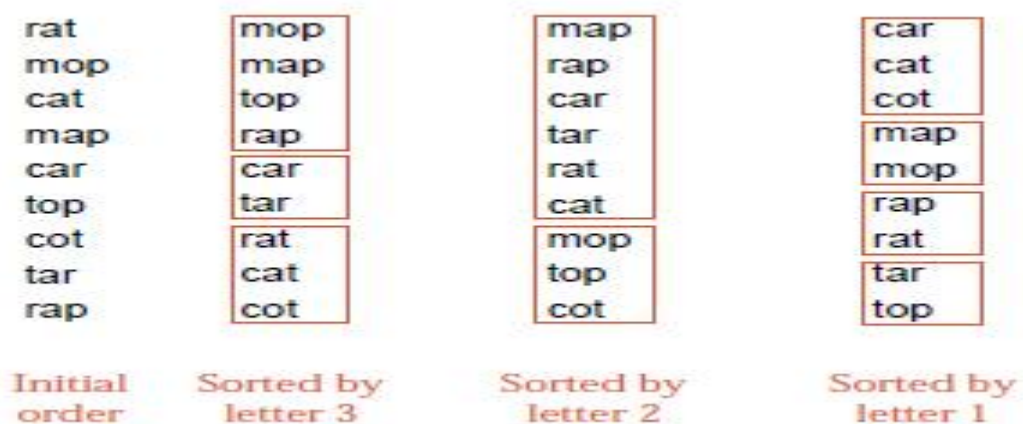 rat mop map car
mop map rap cat
cat top car cot
map rap tar map
car car rat mop
top tar cat rap
cot rat mop rat
tar cat top tar
rap cot cot top
Initial Sorted by Sorted by Sorted by
order letter 3 letter 2 letter 1